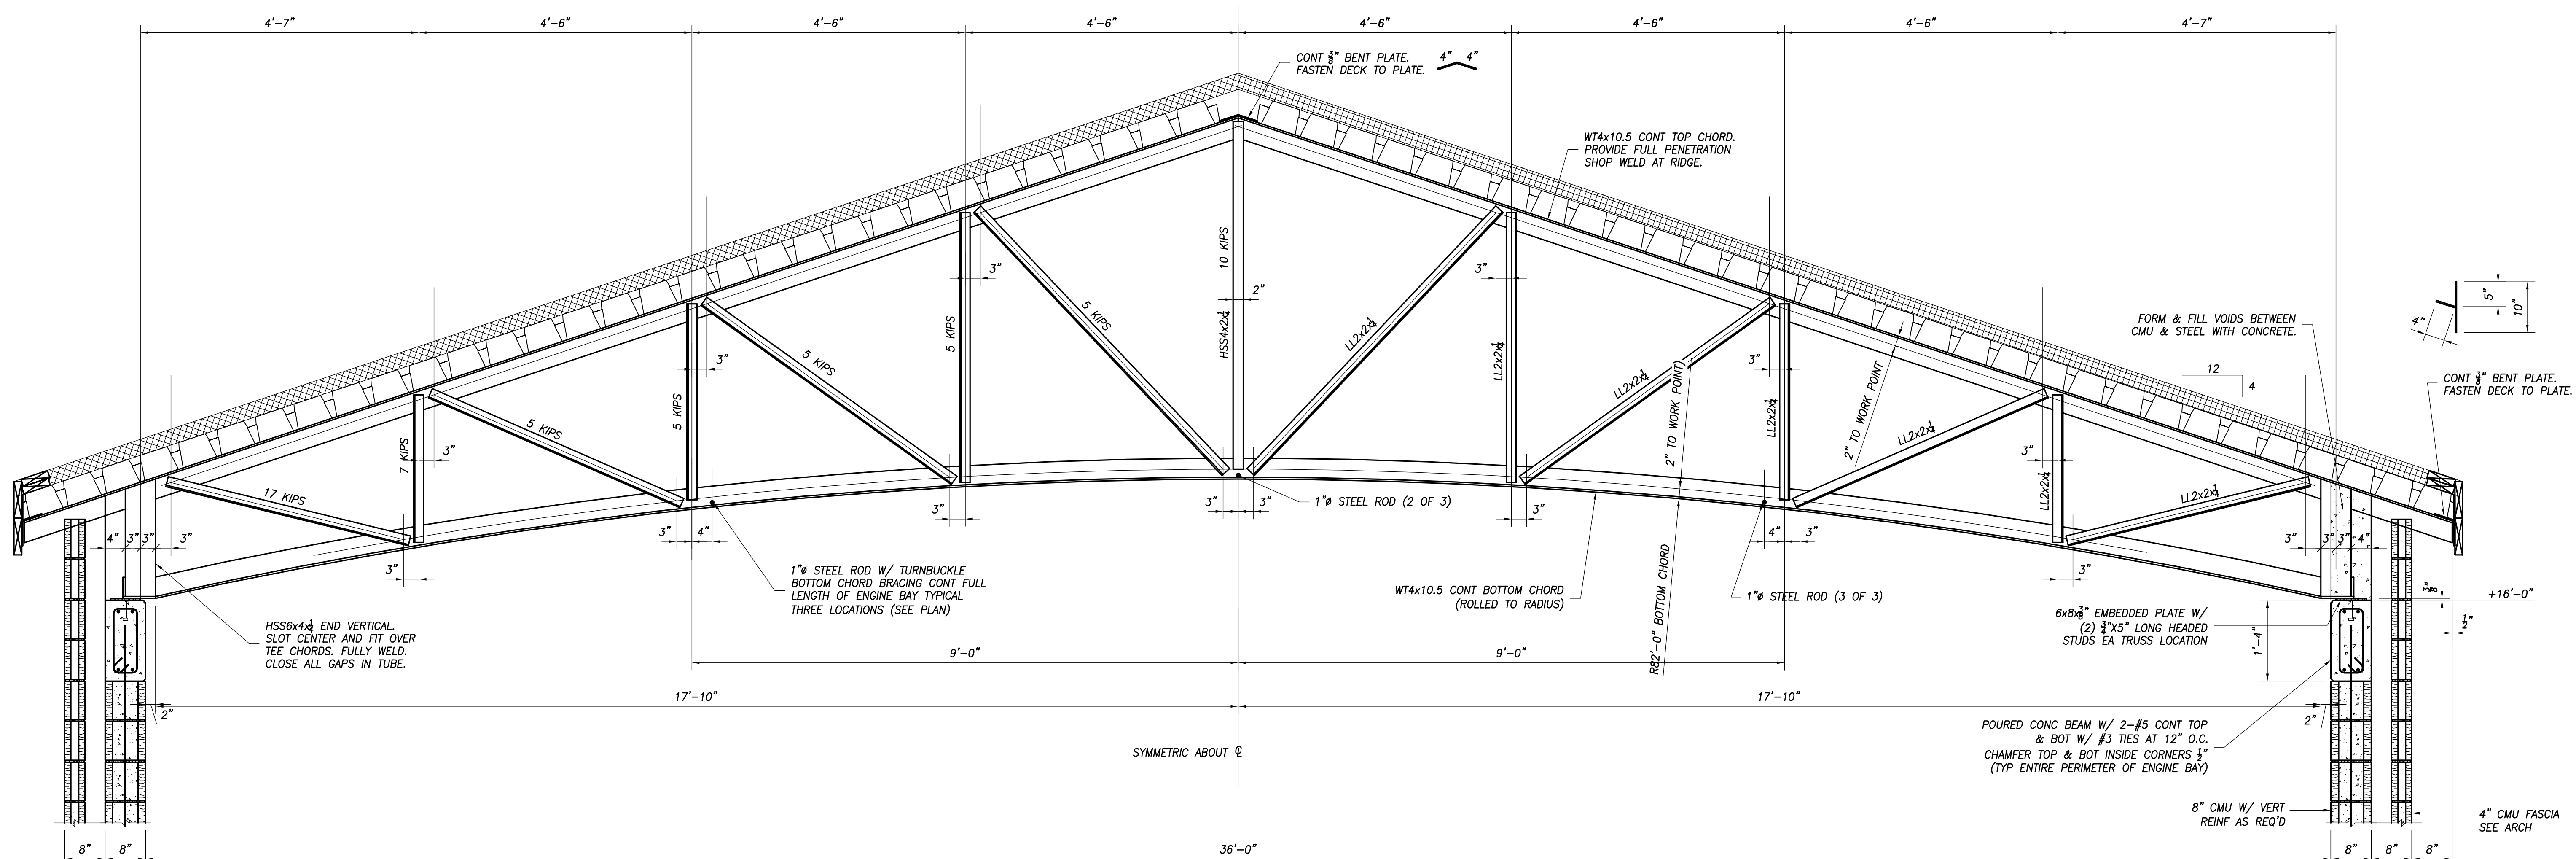 4'-7"
4'-6"
4'-6"
4'-6"
4'-6"
4'-6"
4'-6"
4'-7"
CONT 3/8" BENT PLATE.
FASTEN DECK TO PLATE.
4" 4"
WT4x10.5 CONT TOP CHORD.
PROVIDE FULL PENETRATION
SHOP WELD AT RIDGE.
10 KIPS
HSS4x2x1/4
2"
3"
5 KIPS
5 KIPS
LL2x2x1/4
LL2x2x1/4
3"
5"
10"
4"
FORM & FILL VOIDS BETWEEN
CMU & STEEL WITH CONCRETE.
3"
5 KIPS
5 KIPS
LL2x2x1/4
3"
LL2x2x1/4
2" TO WORK POINT
2" TO WORK POINT)
12
4
CONT 3/8" BENT PLATE.
FASTEN DECK TO PLATE.
3"
7 KIPS
5 KIPS
LL2x2x1/4
3"
LL2x2x1/4
17 KIPS
LL2x2x1/4
4"
3"
3"
3"
3"
3"
4"
3"
3"
3"
1"ø STEEL ROD (2 OF 3)
3"
4"
3"
3"
3"
3"
3"
4"
3"
1"ø STEEL ROD W/ TURNBUCKLE
BOTTOM CHORD BRACING CONT FULL
LENGTH OF ENGINE BAY TYPICAL
THREE LOCATIONS (SEE PLAN)
WT4x10.5 CONT BOTTOM CHORD
(ROLLED TO RADIUS)
R82'-0" BOTTOM CHORD
1"ø STEEL ROD (3 OF 3)
3/8"
+16'-0"
1/2"
HSS6x4x1/4 END VERTICAL.
SLOT CENTER AND FIT OVER
TEE CHORDS. FULLY WELD.
CLOSE ALL GAPS IN TUBE.
6x8x3/8" EMBEDDED PLATE W/
(2) 3/4"X5" LONG HEADED
STUDS EA TRUSS LOCATION
1'-4"
9'-0"
9'-0"
17'-10"
17'-10"
2"
2"
SYMMETRIC ABOUT ℄
POURED CONC BEAM W/ 2-#5 CONT TOP
& BOT W/ #3 TIES AT 12" O.C.
CHAMFER TOP & BOT INSIDE CORNERS 1/2"
(TYP ENTIRE PERIMETER OF ENGINE BAY)
8" CMU W/ VERT
REINF AS REQ'D
4" CMU FASCIA
SEE ARCH
8"
8"
36'-0"
8"
8"
8"